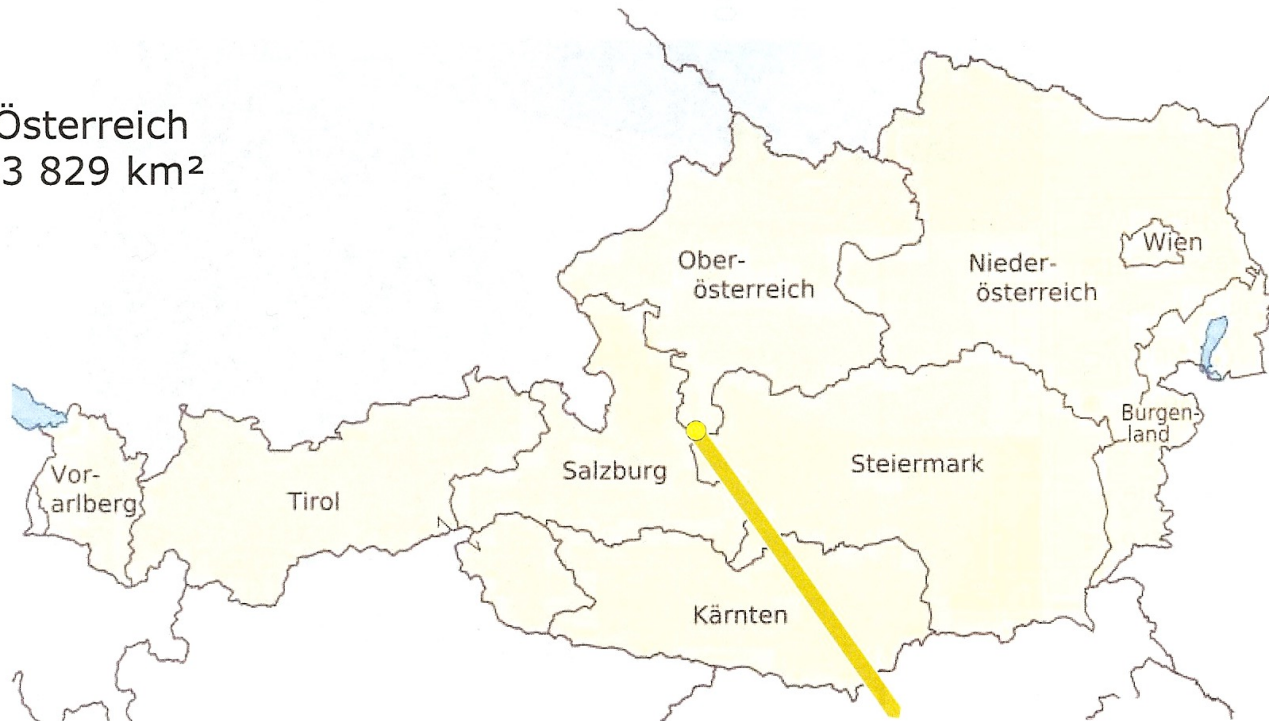 Österreich
3 829 km²
Ober-
österreich
Nieder-
österreich
Wien
Burgen-
land
Vor-
arlberg
Tirol
Salzburg
Steiermark
Kärnten